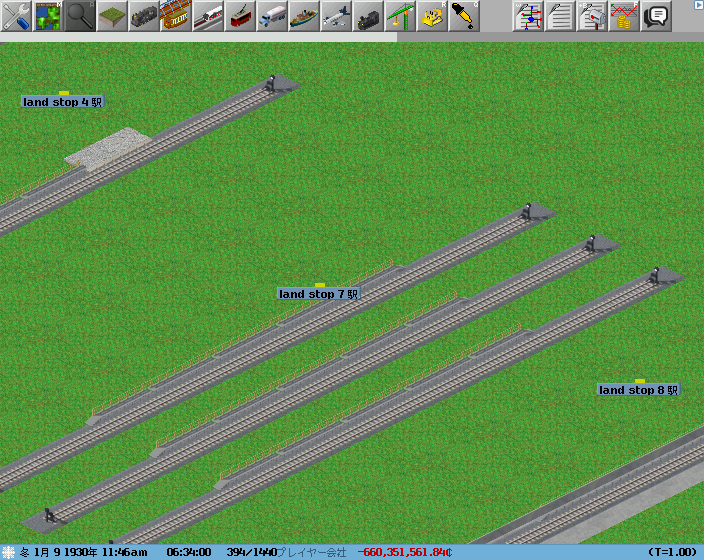 land stop 4 駅
land stop 7 駅
land stop 8 駅
冬 1月 9 1930年 11:46am 06:34:00 394/1440 プレイヤー会社 -660,351,561.84¢ (T=1.00)